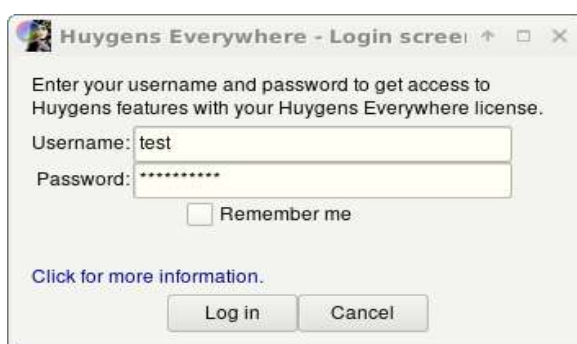 Huygens Everywhere - Login screen
Enter your username and password to get access to
Huygens features with your Huygens Everywhere license.
Username: test
Password: **********
Remember me
Click for more information.
Log in Cancel